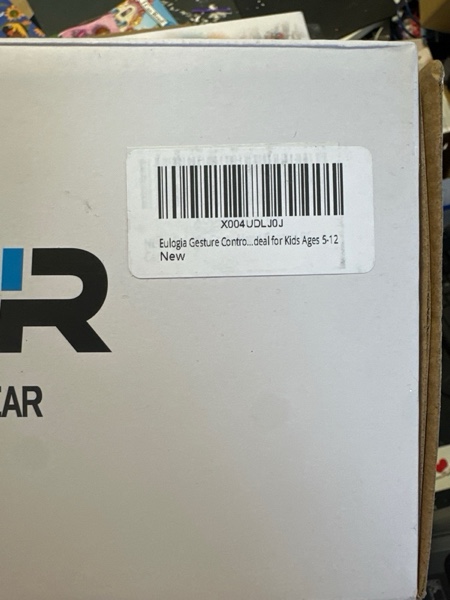 X004UDLJ0J
Eulogia Gesture Contro...deal for Kids Ages 5-12
New
R
EAR